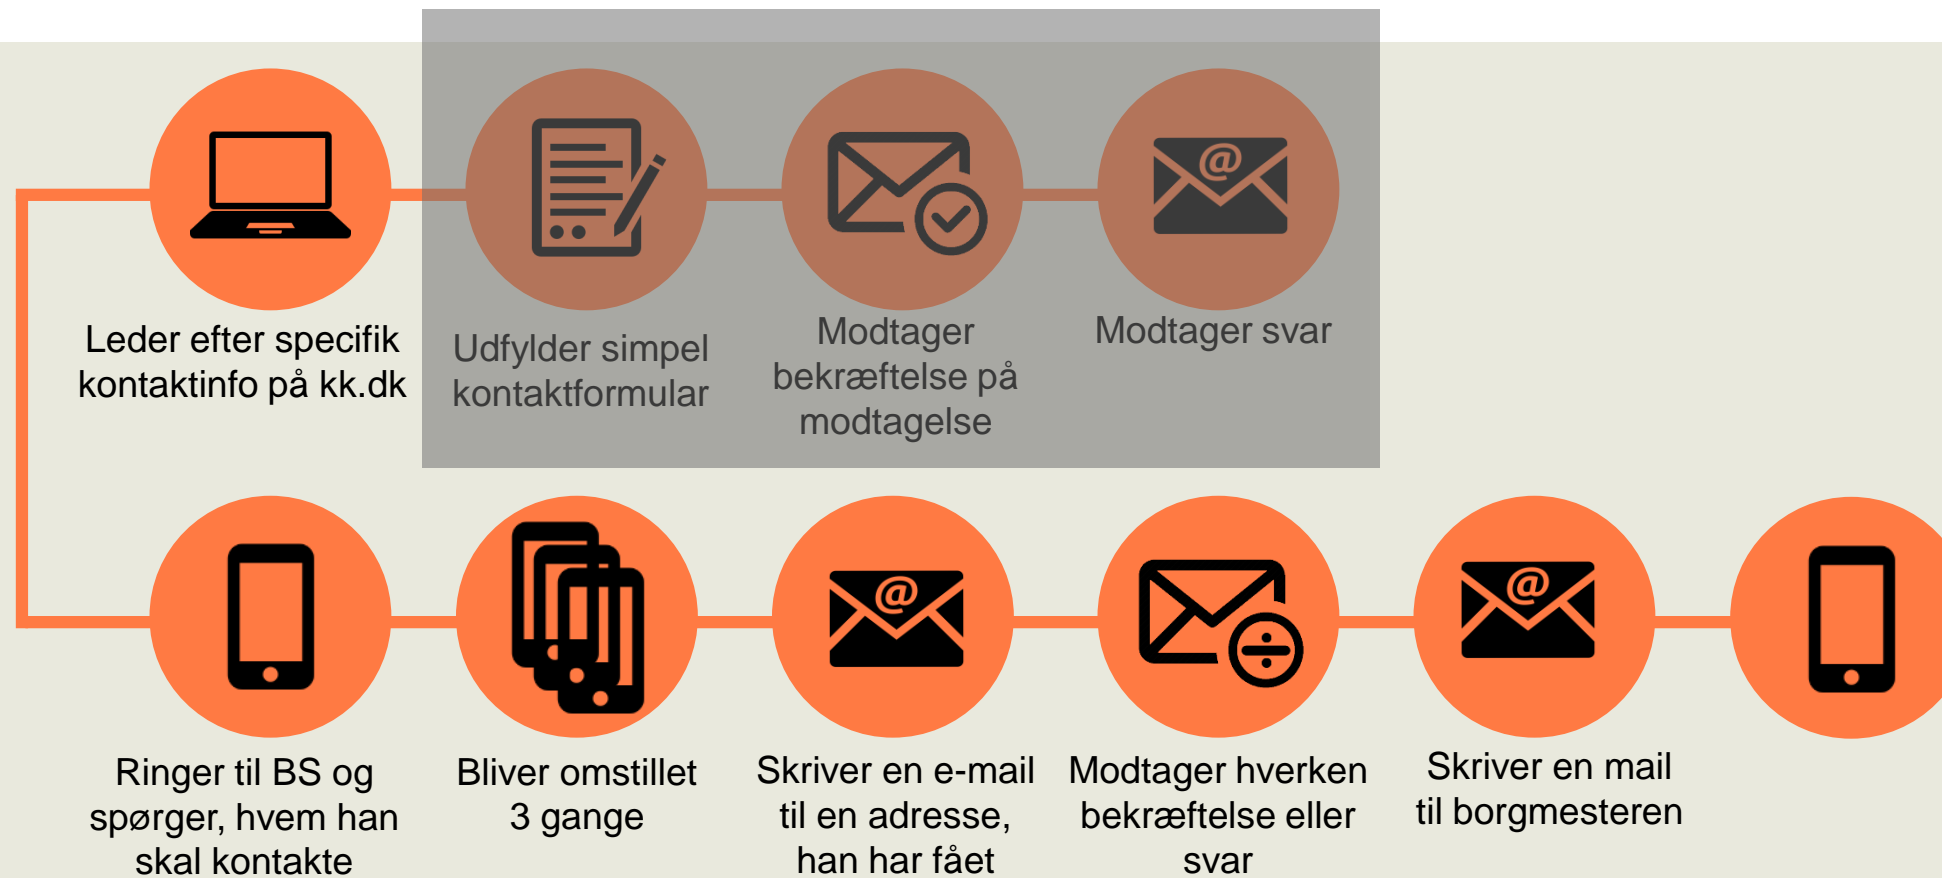 Leder efter specifik
kontaktinfo på kk.dk
Udfylder simpel
kontaktformular
Modtager
bekræftelse på
modtagelse
@
Modtager svar
Ringer til BS og
spørger, hvem han
skal kontakte
Bliver omstillet
3 gange
@
Skriver en e-mail
til en adresse,
han har fået
Modtager hverken
bekræftelse eller
svar
@
Skriver en mail
til borgmesteren